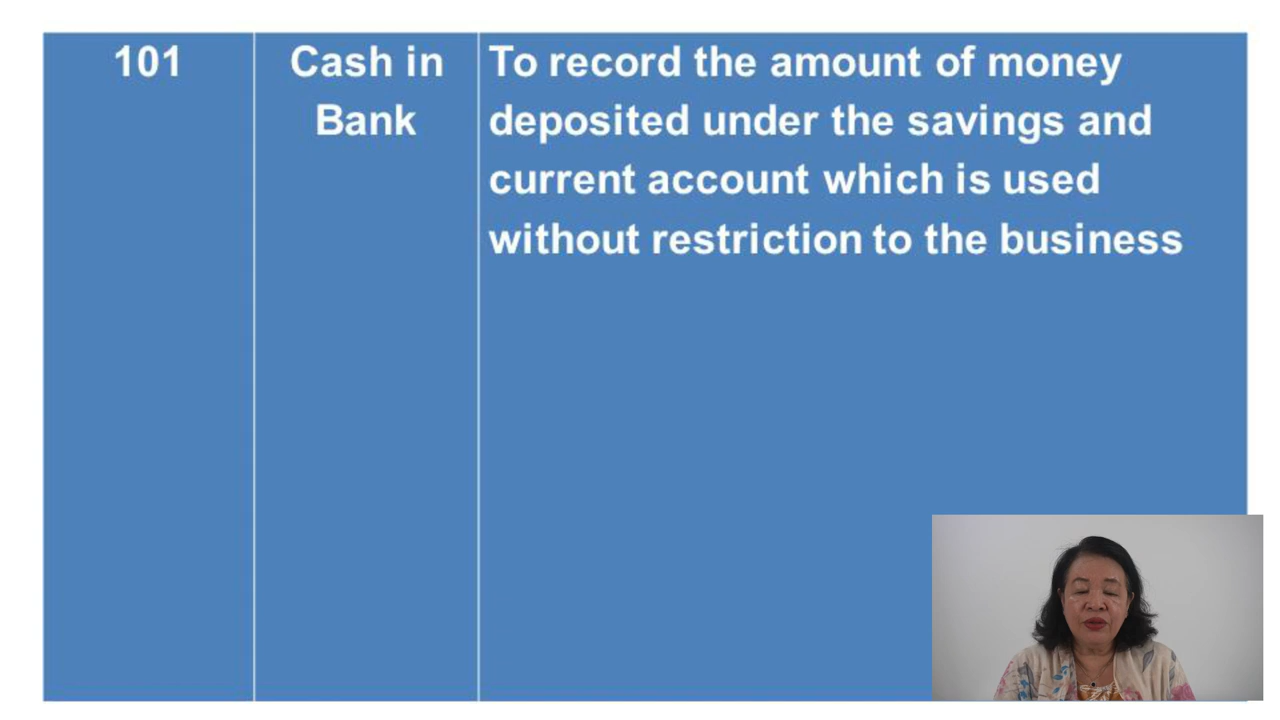 101
Cash in
Bank
To record the amount of money
deposited under the savings and
current account which is used
without restriction to the business